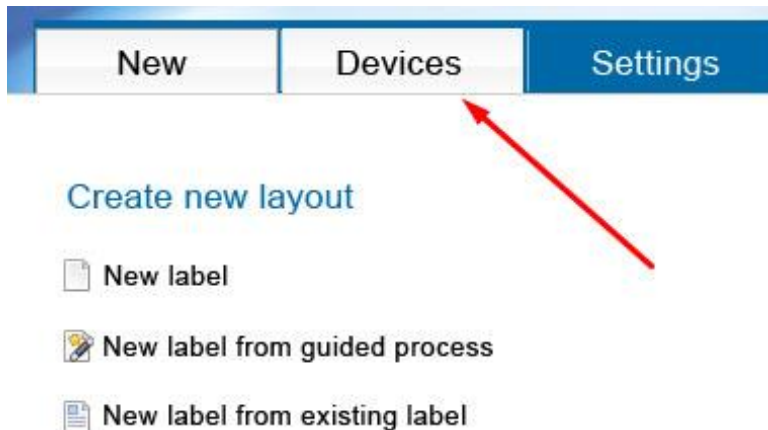 New Devices Settings
Create new layout
New label
New label from guided process
New label from existing label